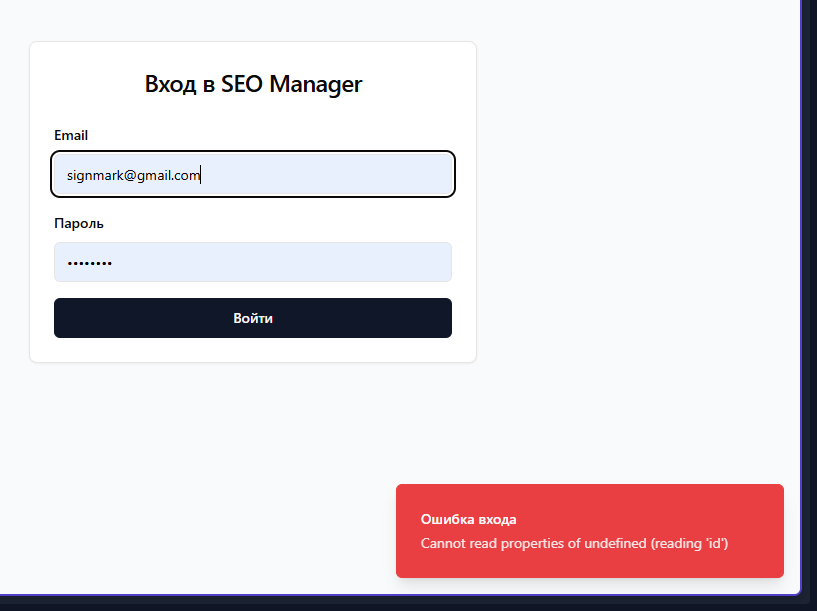 Вход в SEO Manager
Email
signmark@gmail.com
Пароль
••••••••
Войти
Ошибка входа
Cannot read properties of undefined (reading 'id')